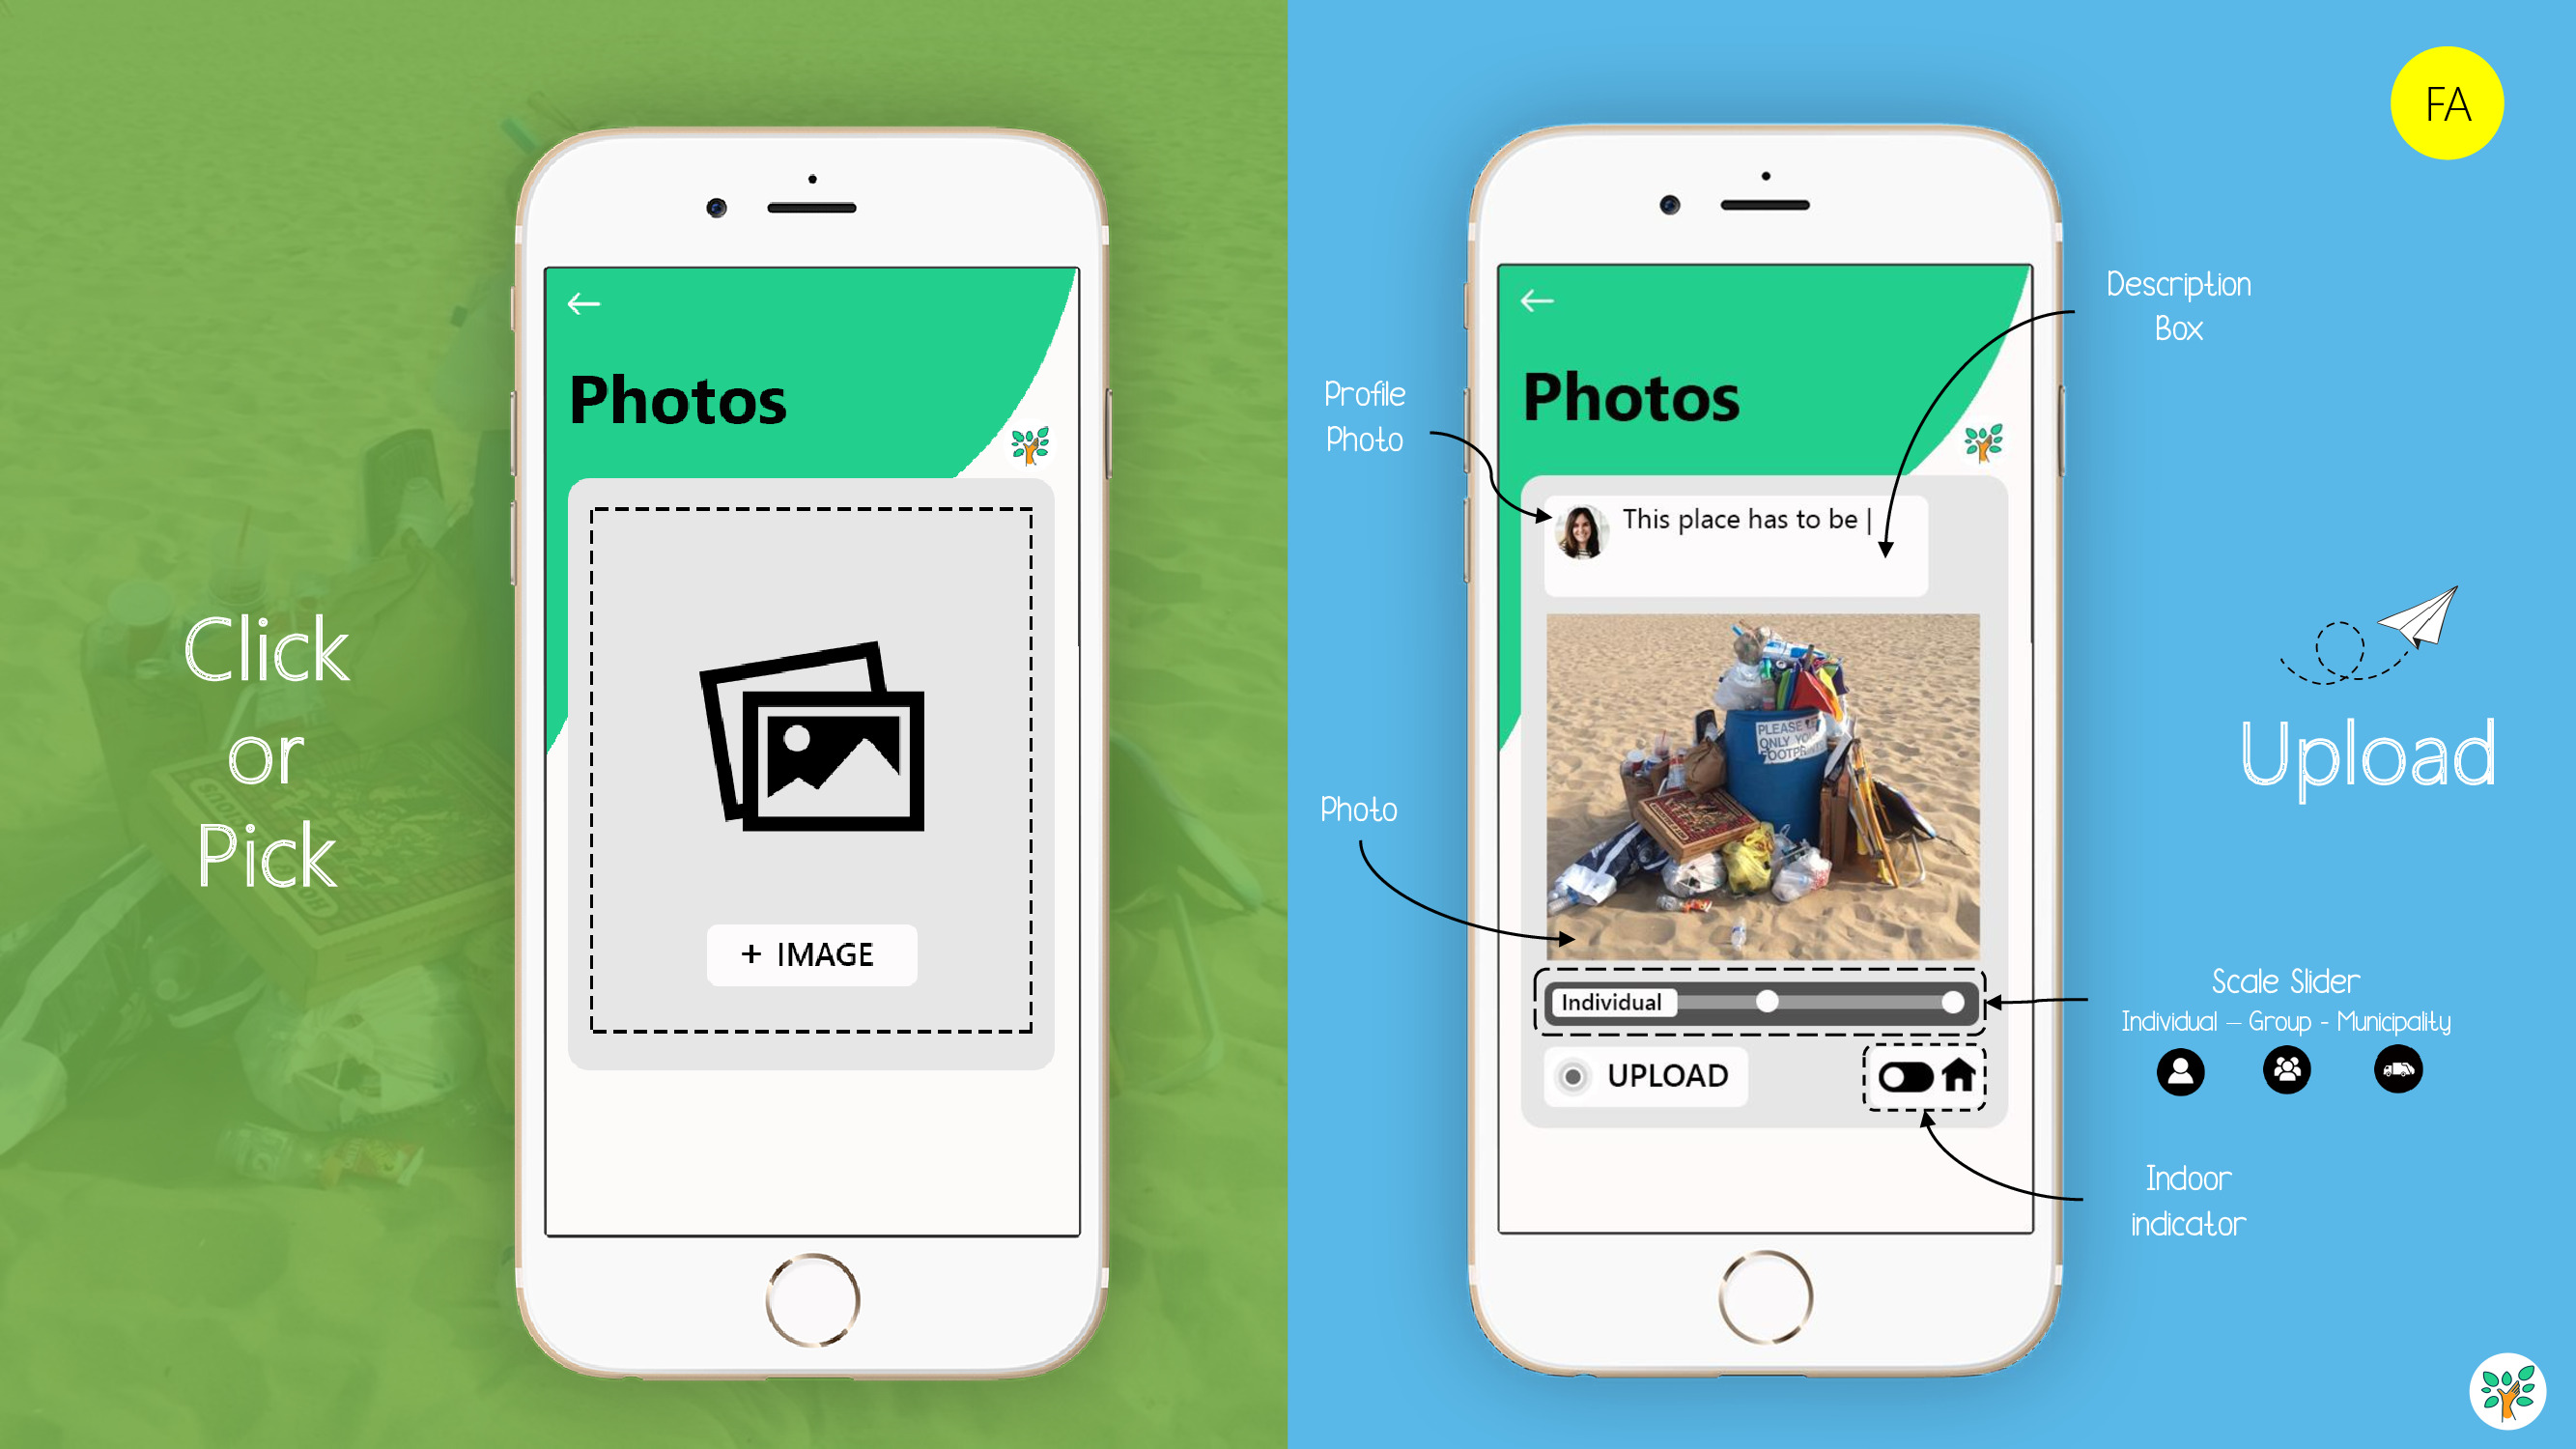 Click
or
Pick
Photos
+ IMAGE
FA
Description
Box
Profile
Photo
Photos
This place has to be |
PLEASE
ONLY YO
FOOTPRIN
Photo
Upload
Individual
Scale Slider
Individual – Group - Municipality
UPLOAD
Indoor
indicator